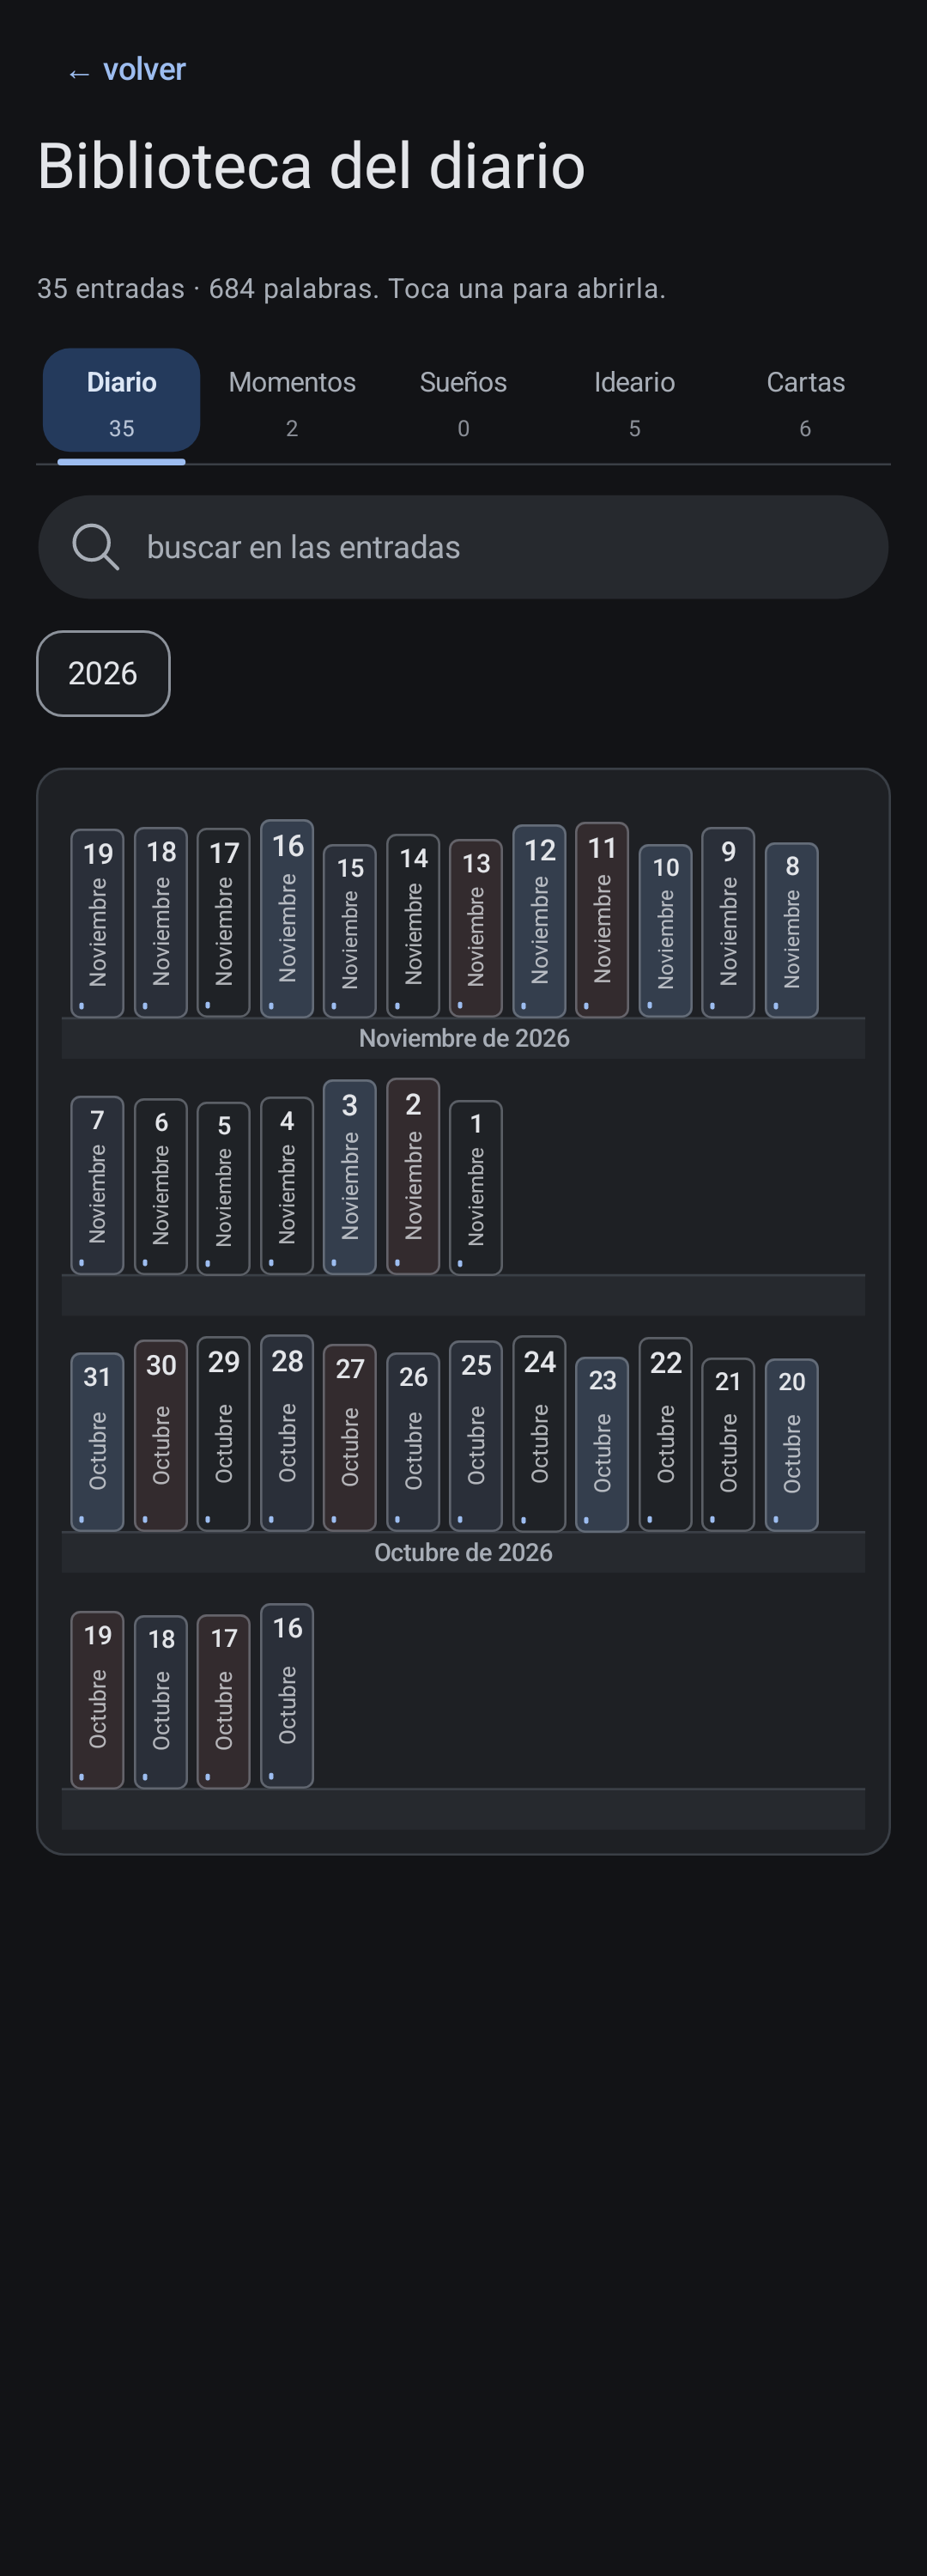 ← volver
Biblioteca del diario
35 entradas · 684 palabras. Toca una para abrirla.
Diario Momentos Sueños Ideario Cartas
35 2 0 5 6
buscar en las entradas
2026
19 18 17 16 15 14 13 12 11 10 9 8
Noviembre Noviembre Noviembre Noviembre Noviembre Noviembre Noviembre Noviembre Noviembre Noviembre Noviembre Noviembre
Noviembre de 2026
7 6 5 4 3 2 1
Noviembre Noviembre Noviembre Noviembre Noviembre Noviembre Noviembre
31 30 29 28 27 26 25 24 23 22 21 20
Octubre Octubre Octubre Octubre Octubre Octubre Octubre Octubre Octubre Octubre Octubre Octubre
Octubre de 2026
19 18 17 16
Octubre Octubre Octubre Octubre